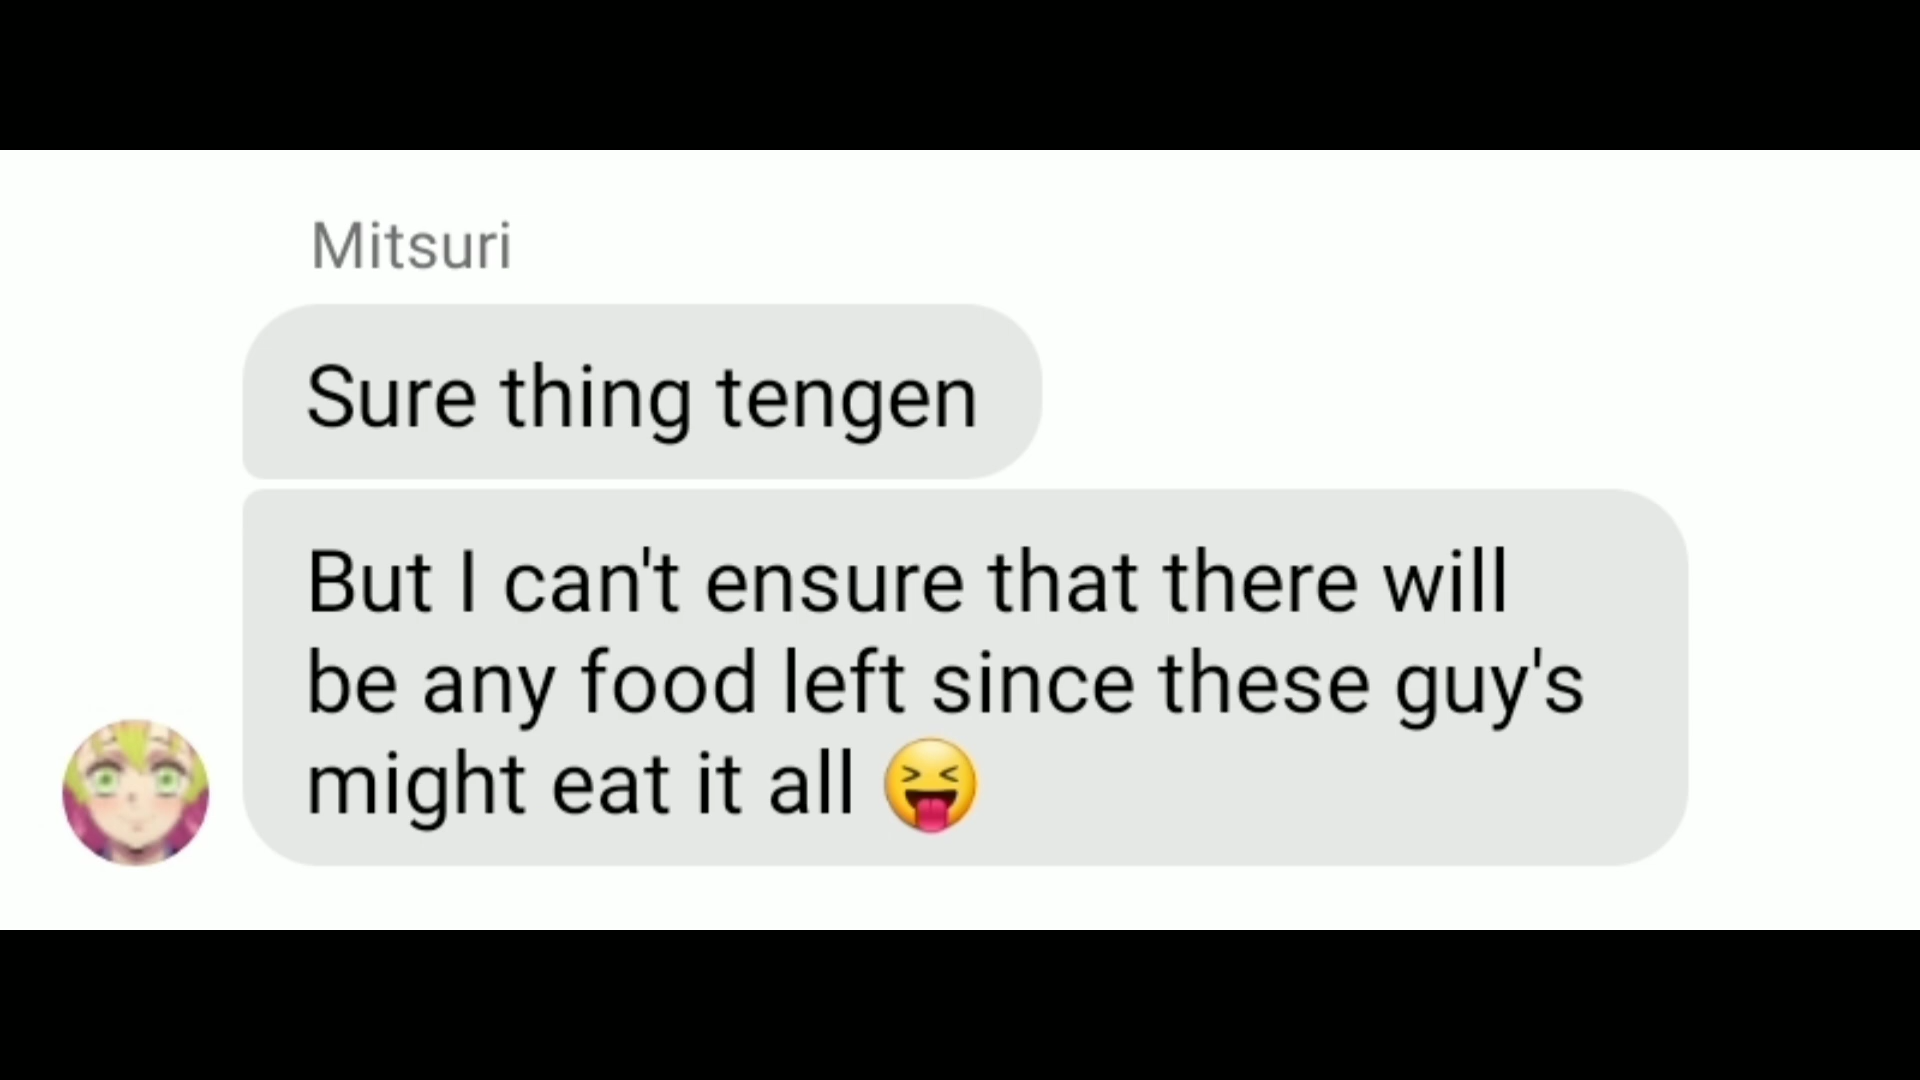 Mitsuri
Sure thing tengen
But I can't ensure that there will
be any food left since these guy's
might eat it all 😝